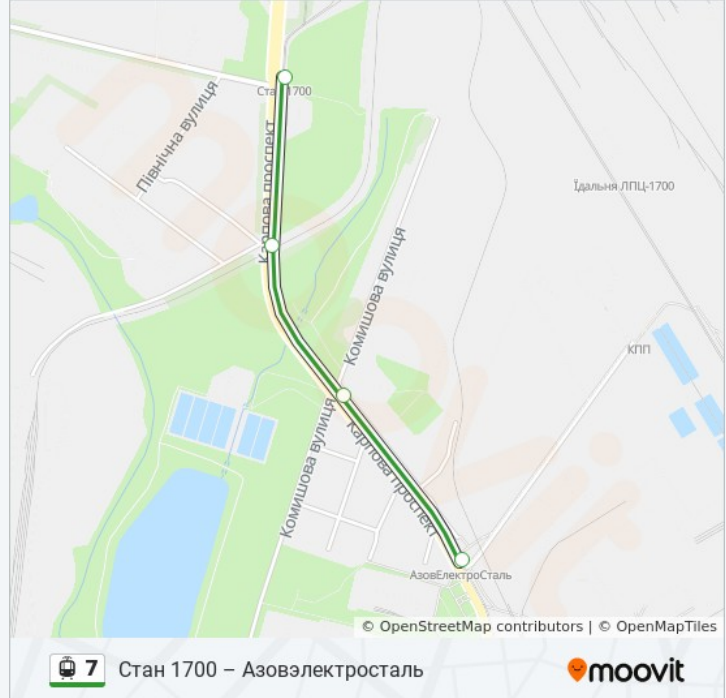 Стан 1700
Північна вулиця
Карпова проспект
Їдальня ЛПЦ-1700
Комишова вулиця
КПП
Комишова вулиця
Карпова проспект
АзовЕлектроСталь
© OpenStreetMap contributors | © OpenMapTiles
7 Стан 1700 – Азовэлектросталь
moovit